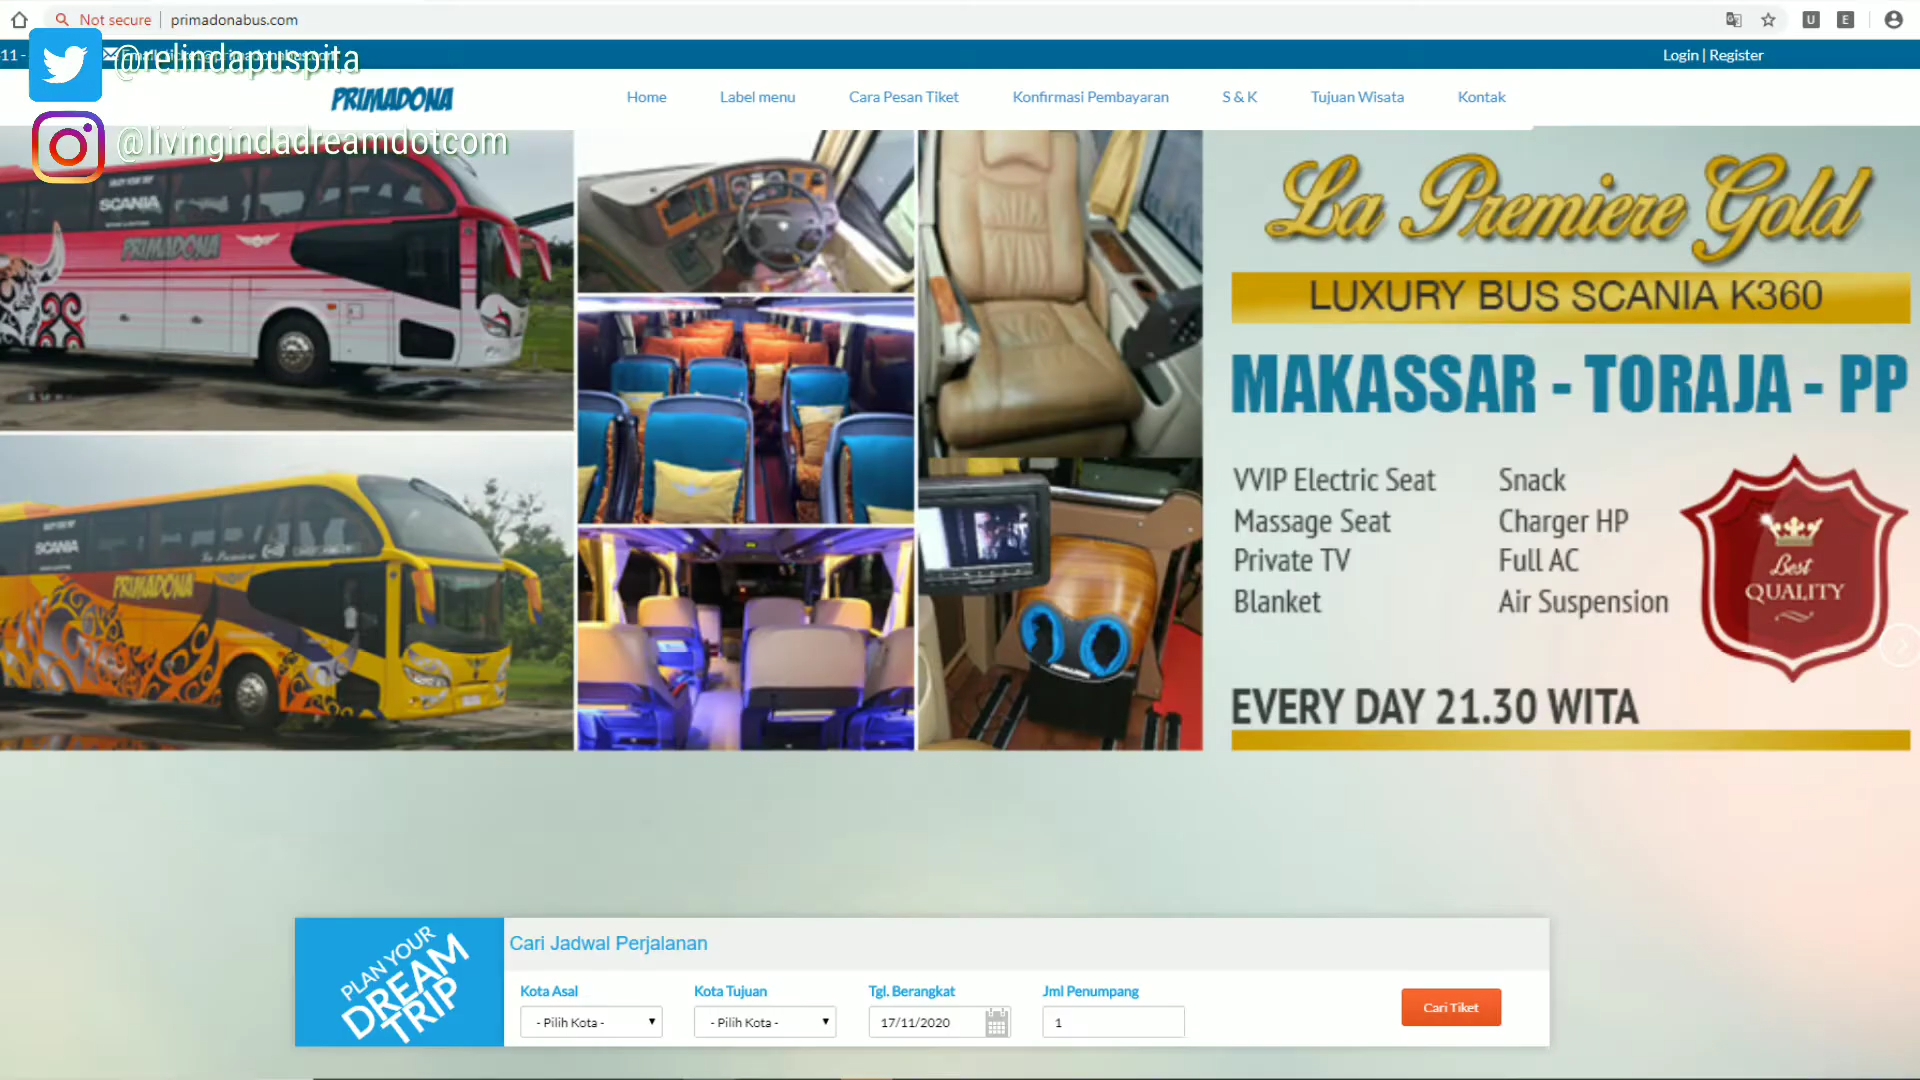 Not secure
primadonabus.com
U
E
11 -
@relindapuspita
Login | Register
PRIMADONA
Home
Label menu
Cara Pesan Tiket
Konfirmasi Pembayaran
S & K
Tujuan Wisata
Kontak
@livingindadreamdotcom
SCANIA
PRIMADONA
SCANIA
PRIMADONA
La Premiere Gold
LUXURY BUS SCANIA K360
MAKASSAR - TORAJA - PP
VVIP Electric Seat
Massage Seat
Private TV
Blanket
Snack
Charger HP
Full AC
Air Suspension
Best
QUALITY
EVERY DAY 21.30 WITA
PLAN YOUR
DREAM
TRIP
Cari Jadwal Perjalanan
Kota Asal
Kota Tujuan
Tgl. Berangkat
Jml Penumpang
- Pilih Kota -
- Pilih Kota -
17/11/2020
1
Cari Tiket